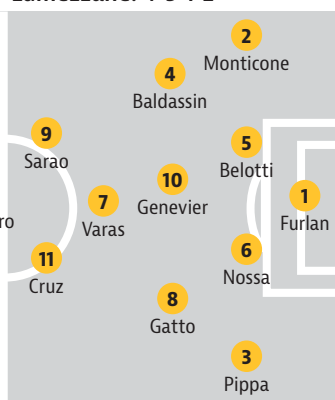 2
Monticone
4
Baldassin
9
Sarao
5
Belotti
10
Genevier
1
Furlan
7
Varas
ro
11
Cruz
6
Nossa
8
Gatto
3
Pippa